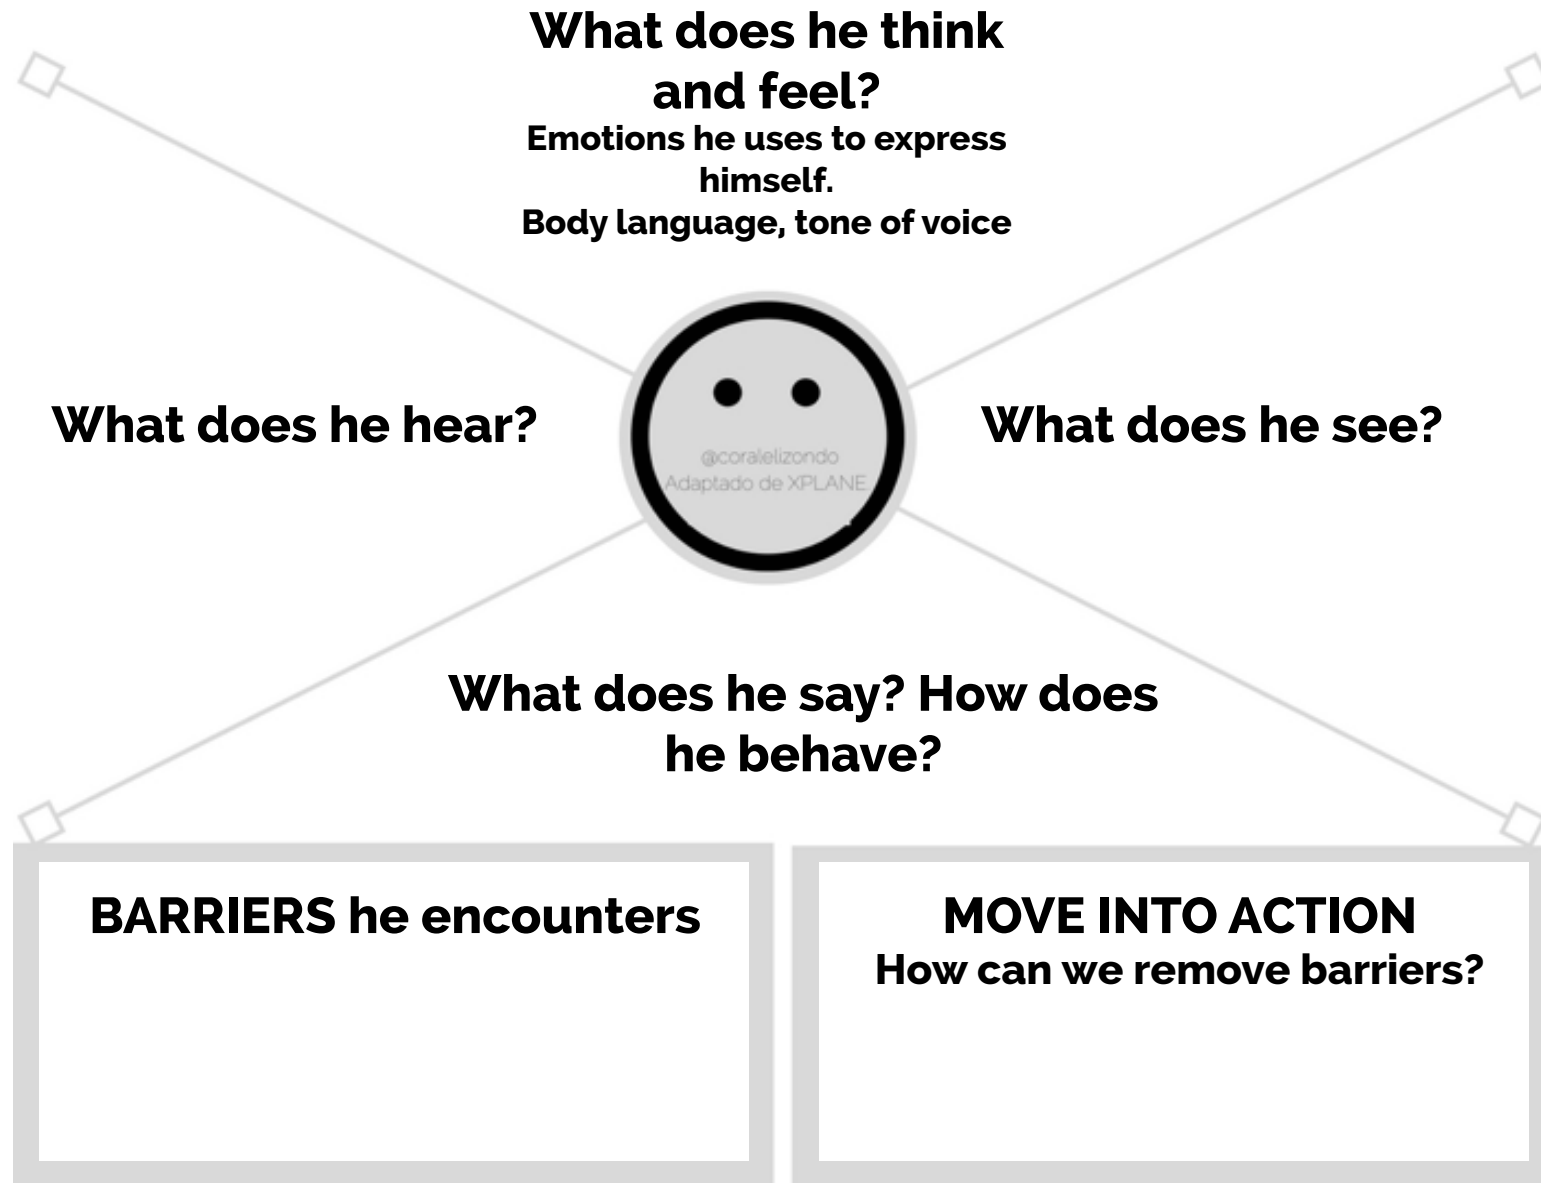 What does he think
and feel?
Emotions he uses to express
himself.
Body language, tone of voice
What does he hear?
@coralelizondo
Adaptado de XPLANE
What does he see?
What does he say? How does
he behave?
BARRIERS he encounters
MOVE INTO ACTION
How can we remove barriers?